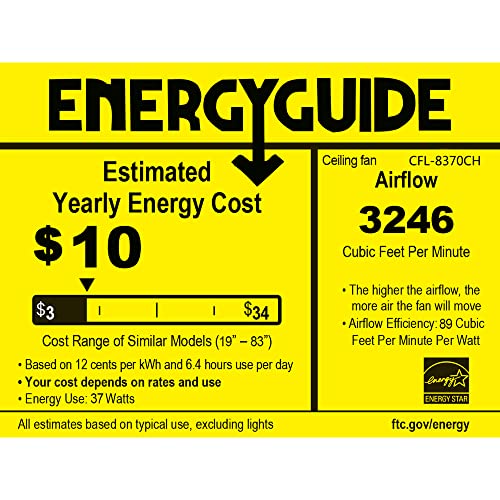 ENERGYGUIDE
Estimated
Yearly Energy Cost
$10
$3
$34
Cost Range of Similar Models (19” – 83”)
• Based on 12 cents per kWh and 6.4 hours use per day
• Your cost depends on rates and use
• Energy Use: 37 Watts
Ceiling fan CFL-8370CH
Airflow
3246
Cubic Feet Per Minute
• The higher the airflow, the
more air the fan will move
• Airflow Efficiency: 89 Cubic
Feet Per Minute Per Watt
energy
ENERGY STAR
All estimates based on typical use, excluding lights
ftc.gov/energy